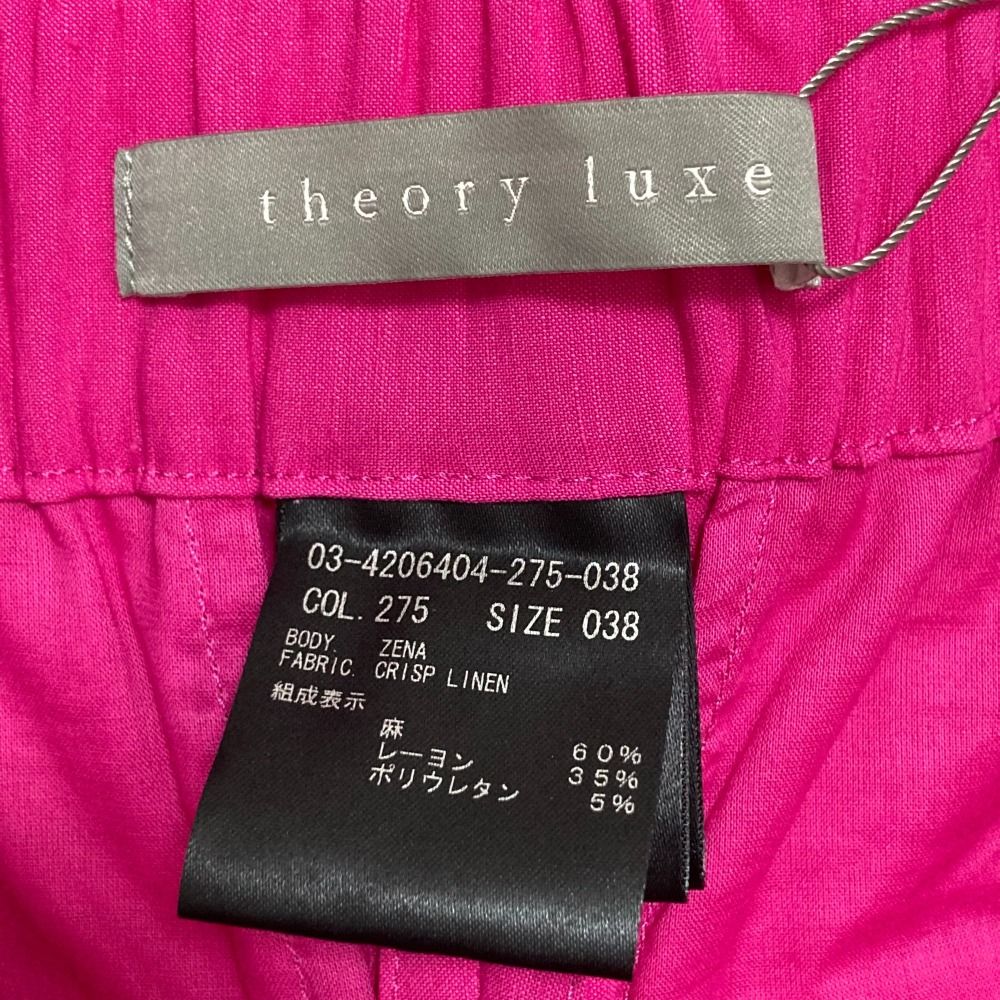 theory luxe
03-4206404-275-038
COL. 275 SIZE 038
BODY. ZENA
FABRIC. CRISP LINEN
組成表示
麻 60%
レーヨン 35%
ポリウレタン 5%